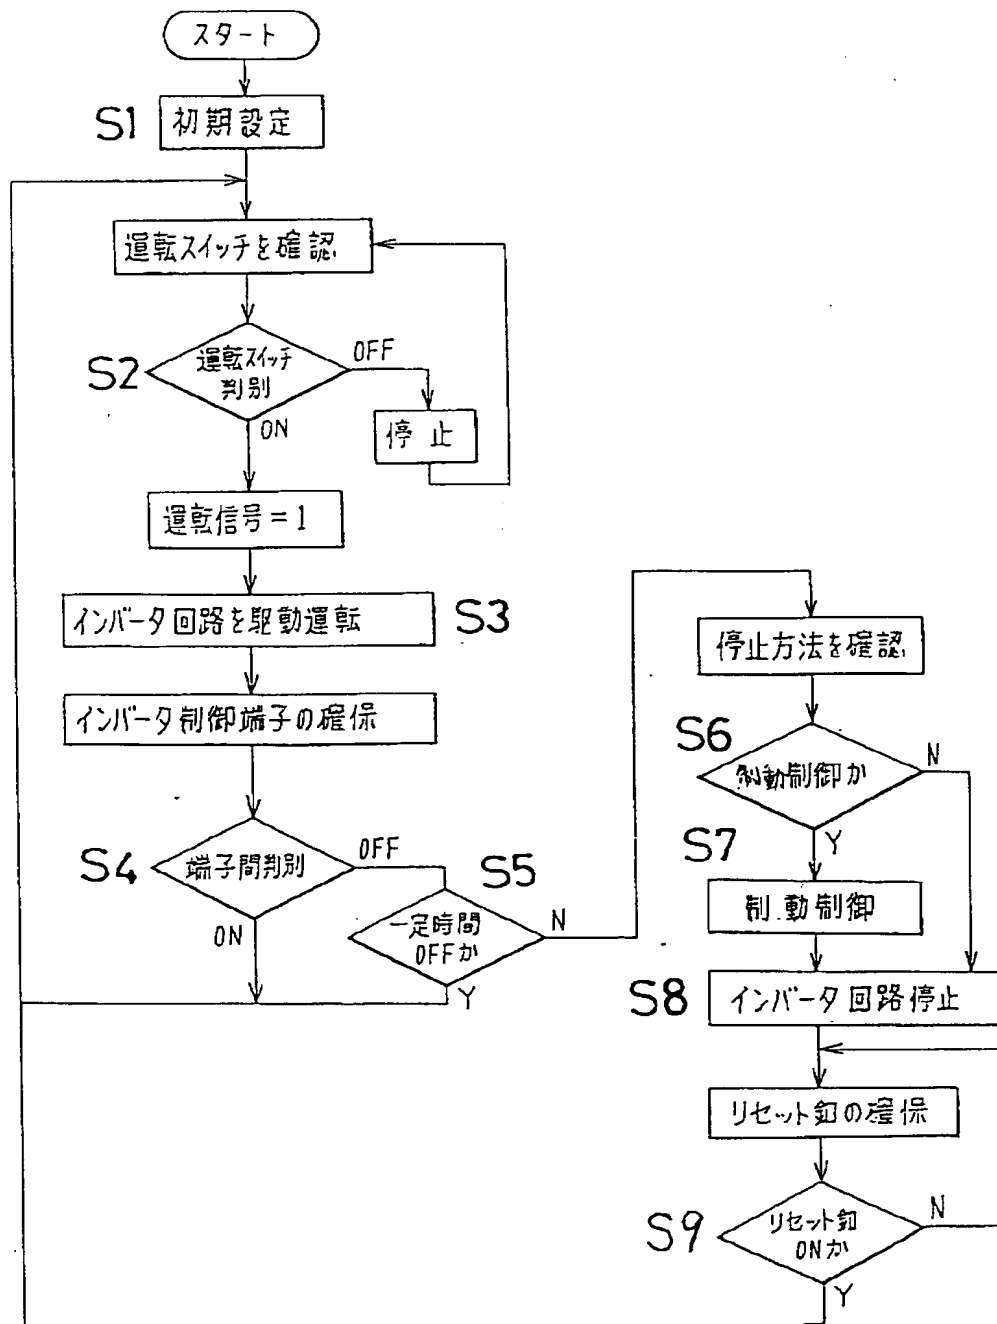 スタート
S1
初期設定
運転スイッチを確認
S2
運転スイッチ
判別
OFF
ON
停止
運転信号=1
インバータ回路を駆動運転
S3
インバータ制御端子の確保
S4
端子間判別
OFF
ON
S5
一定時間
OFFか
N
Y
停止方法を確認
S6
制動制御か
N
Y
S7
制動制御
S8
インバータ回路停止
リセット釦の確保
S9
リセット釦
ONか
N
Y